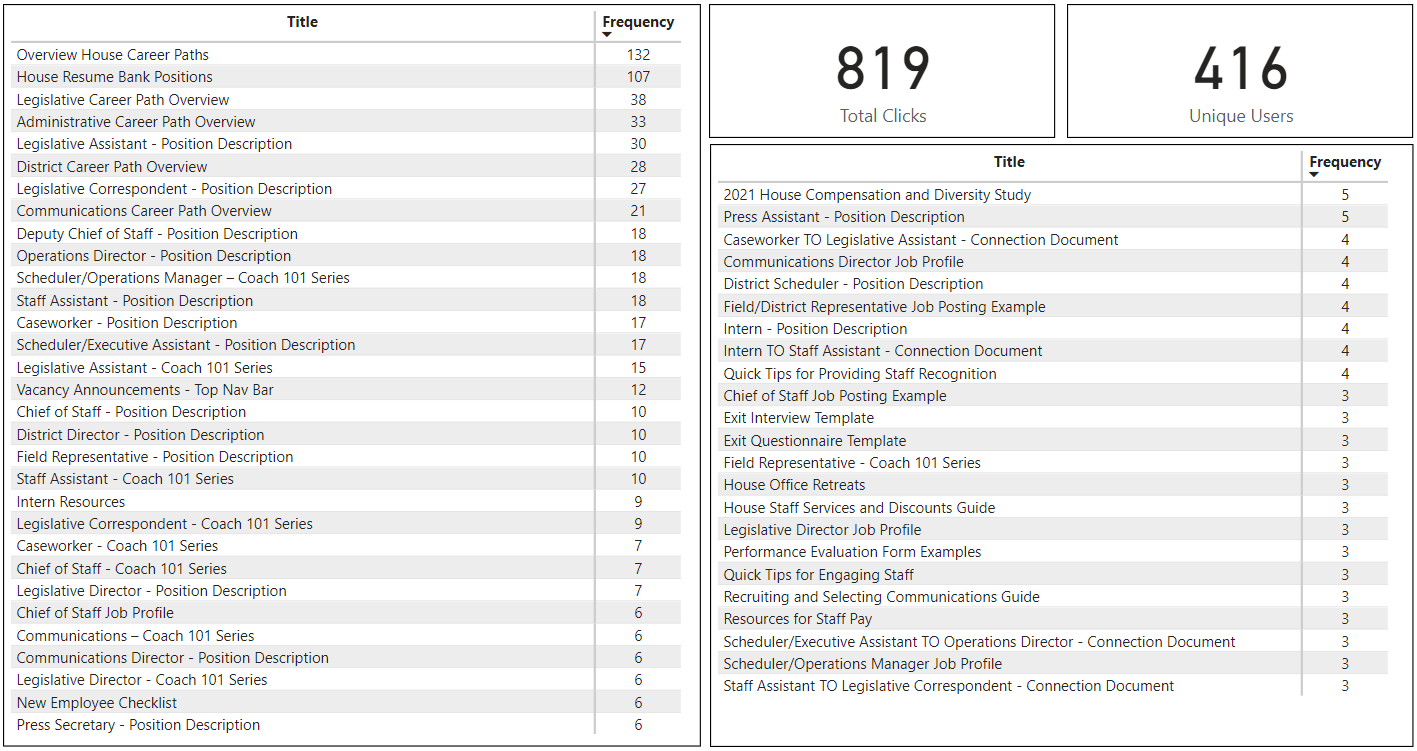 Title Frequency
Overview House Career Paths 132
House Resume Bank Positions 107
Legislative Career Path Overview 38
Administrative Career Path Overview 33
Legislative Assistant - Position Description 30
District Career Path Overview 28
Legislative Correspondent - Position Description 27
Communications Career Path Overview 21
Deputy Chief of Staff - Position Description 18
Operations Director - Position Description 18
Scheduler/Operations Manager – Coach 101 Series 18
Staff Assistant - Position Description 18
Caseworker - Position Description 17
Scheduler/Executive Assistant - Position Description 17
Legislative Assistant - Coach 101 Series 15
Vacancy Announcements - Top Nav Bar 12
Chief of Staff - Position Description 10
District Director - Position Description 10
Field Representative - Position Description 10
Staff Assistant - Coach 101 Series 10
Intern Resources 9
Legislative Correspondent - Coach 101 Series 9
Caseworker - Coach 101 Series 7
Chief of Staff - Coach 101 Series 7
Legislative Director - Position Description 7
Chief of Staff Job Profile 6
Communications – Coach 101 Series 6
Communications Director - Position Description 6
Legislative Director - Coach 101 Series 6
New Employee Checklist 6
Press Secretary - Position Description 6
819
Total Clicks
416
Unique Users
Title Frequency
2021 House Compensation and Diversity Study 5
Press Assistant - Position Description 5
Caseworker TO Legislative Assistant - Connection Document 4
Communications Director Job Profile 4
District Scheduler - Position Description 4
Field/District Representative Job Posting Example 4
Intern - Position Description 4
Intern TO Staff Assistant - Connection Document 4
Quick Tips for Providing Staff Recognition 4
Chief of Staff Job Posting Example 3
Exit Interview Template 3
Exit Questionnaire Template 3
Field Representative - Coach 101 Series 3
House Office Retreats 3
House Staff Services and Discounts Guide 3
Legislative Director Job Profile 3
Performance Evaluation Form Examples 3
Quick Tips for Engaging Staff 3
Recruiting and Selecting Communications Guide 3
Resources for Staff Pay 3
Scheduler/Executive Assistant TO Operations Director - Connection Document 3
Scheduler/Operations Manager Job Profile 3
Staff Assistant TO Legislative Correspondent - Connection Document 3